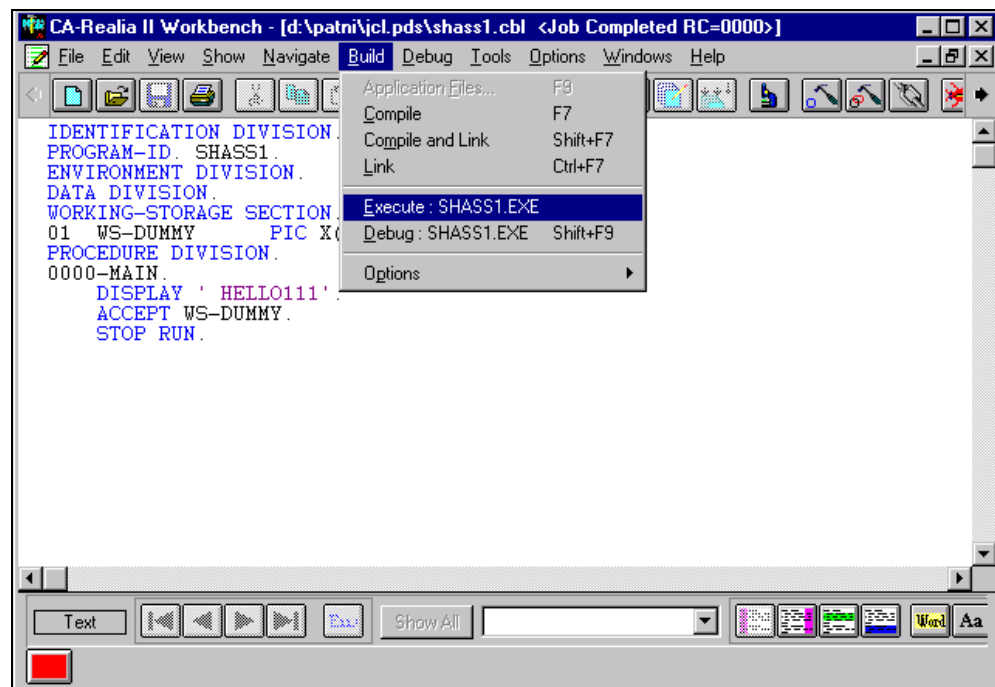 CA-Realia II Workbench - [d:\patni\jcl.pds\shass1.cbl <Job Completed RC=0000>]
File Edit View Show Navigate Build Debug Tools Options Windows Help
Application Files... F9
Compile F7
Compile and Link Shift+F7
Link Ctrl+F7
Execute : SHASS1.EXE
Debug : SHASS1.EXE Shift+F9
Options
IDENTIFICATION DIVISION.
PROGRAM-ID. SHASS1.
ENVIRONMENT DIVISION.
DATA DIVISION.
WORKING-STORAGE SECTION.
01 WS-DUMMY PIC X(
PROCEDURE DIVISION.
0000-MAIN.
DISPLAY ' HELLO111'.
ACCEPT WS-DUMMY.
STOP RUN.
Text Show All Word Aa